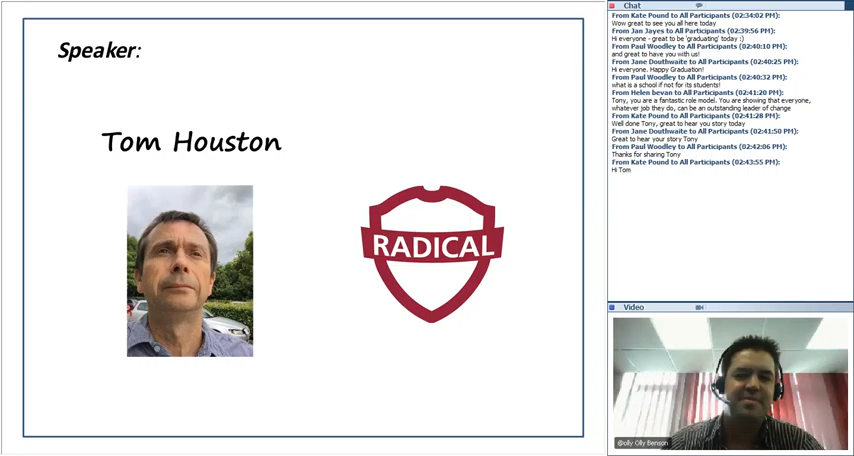 Speaker:
Tom Houston
RADICAL
Chat
From Kate Pound to All Participants (02:34:02 PM):
Wow great to see you all here today
From Jan Jayes to All Participants (02:39:56 PM):
Hi everyone - great to be 'graduating' today :)
From Paul Woodley to All Participants (02:40:10 PM):
and great to have you with us!
From Jane Douthwaite to All Participants (02:40:25 PM):
Hi everyone. Happy Graduation!
From Paul Woodley to All Participants (02:40:32 PM):
what is a school if not for its students!
From Helen bevan to All Participants (02:41:20 PM):
Tony, you are a fantastic role model. You are showing that everyone,
whatever job they do, can be an outstanding leader of change
From Kate Pound to All Participants (02:41:28 PM):
Well done Tony, great to hear you story today
From Jane Douthwaite to All Participants (02:41:50 PM):
Great to hear your story Tony
From Paul Woodley to All Participants (02:42:06 PM):
Thanks for sharing Tony
From Kate Pound to All Participants (02:43:55 PM):
Hi Tom
Video
@olly Olly Benson